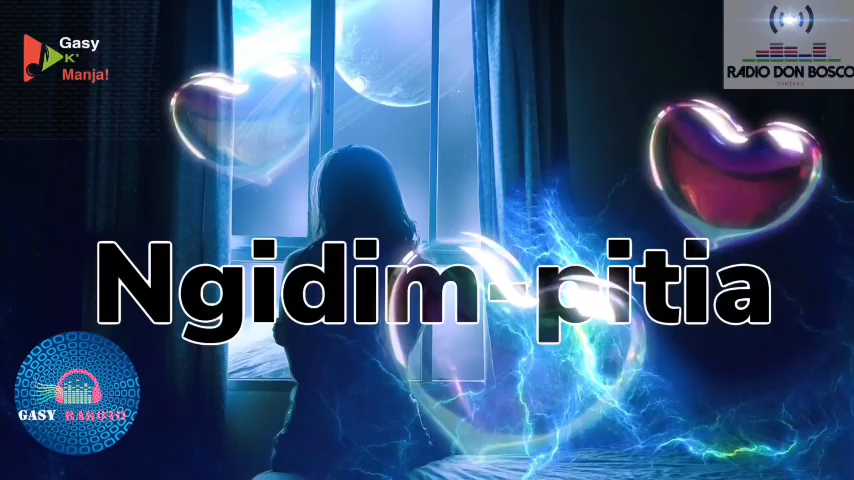 Gasy
K'
Manja!
RADIO DON BOSCO
Ngidim-pitia
GASY RAKOTO